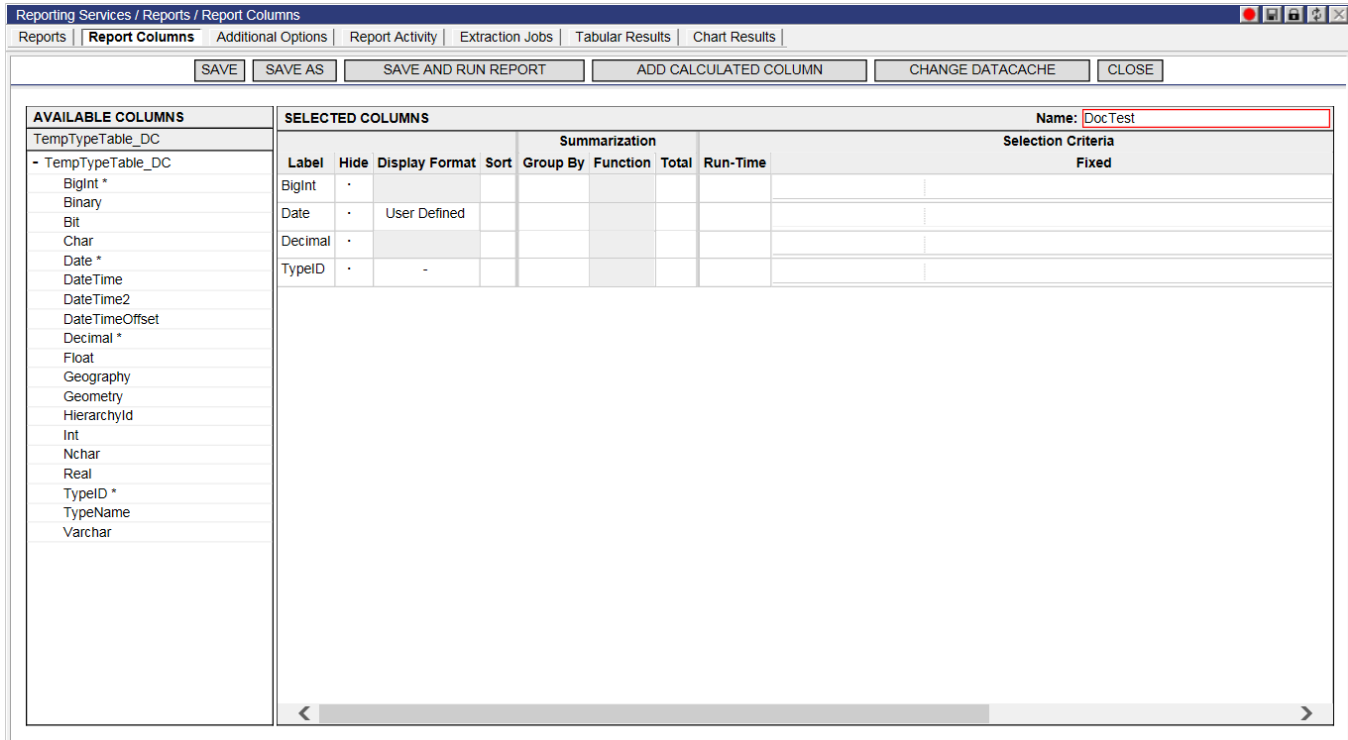 Reporting Services / Reports / Report Columns
Reports | Report Columns Additional Options | Report Activity | Extraction Jobs | Tabular Results | Chart Results |
SAVE SAVE AS SAVE AND RUN REPORT ADD CALCULATED COLUMN CHANGE DATACACHE CLOSE
AVAILABLE COLUMNS
TempTypeTable_DC
- TempTypeTable_DC
BigInt *
Binary
Bit
Char
Date *
DateTime
DateTime2
DateTimeOffset
Decimal *
Float
Geography
Geometry
HierarchyId
Int
Nchar
Real
TypeID *
TypeName
Varchar
SELECTED COLUMNS Name: DocTest
Summarization Selection Criteria
Label Hide Display Format Sort Group By Function Total Run-Time Fixed
BigInt ·
Date · User Defined
Decimal ·
TypeID · -